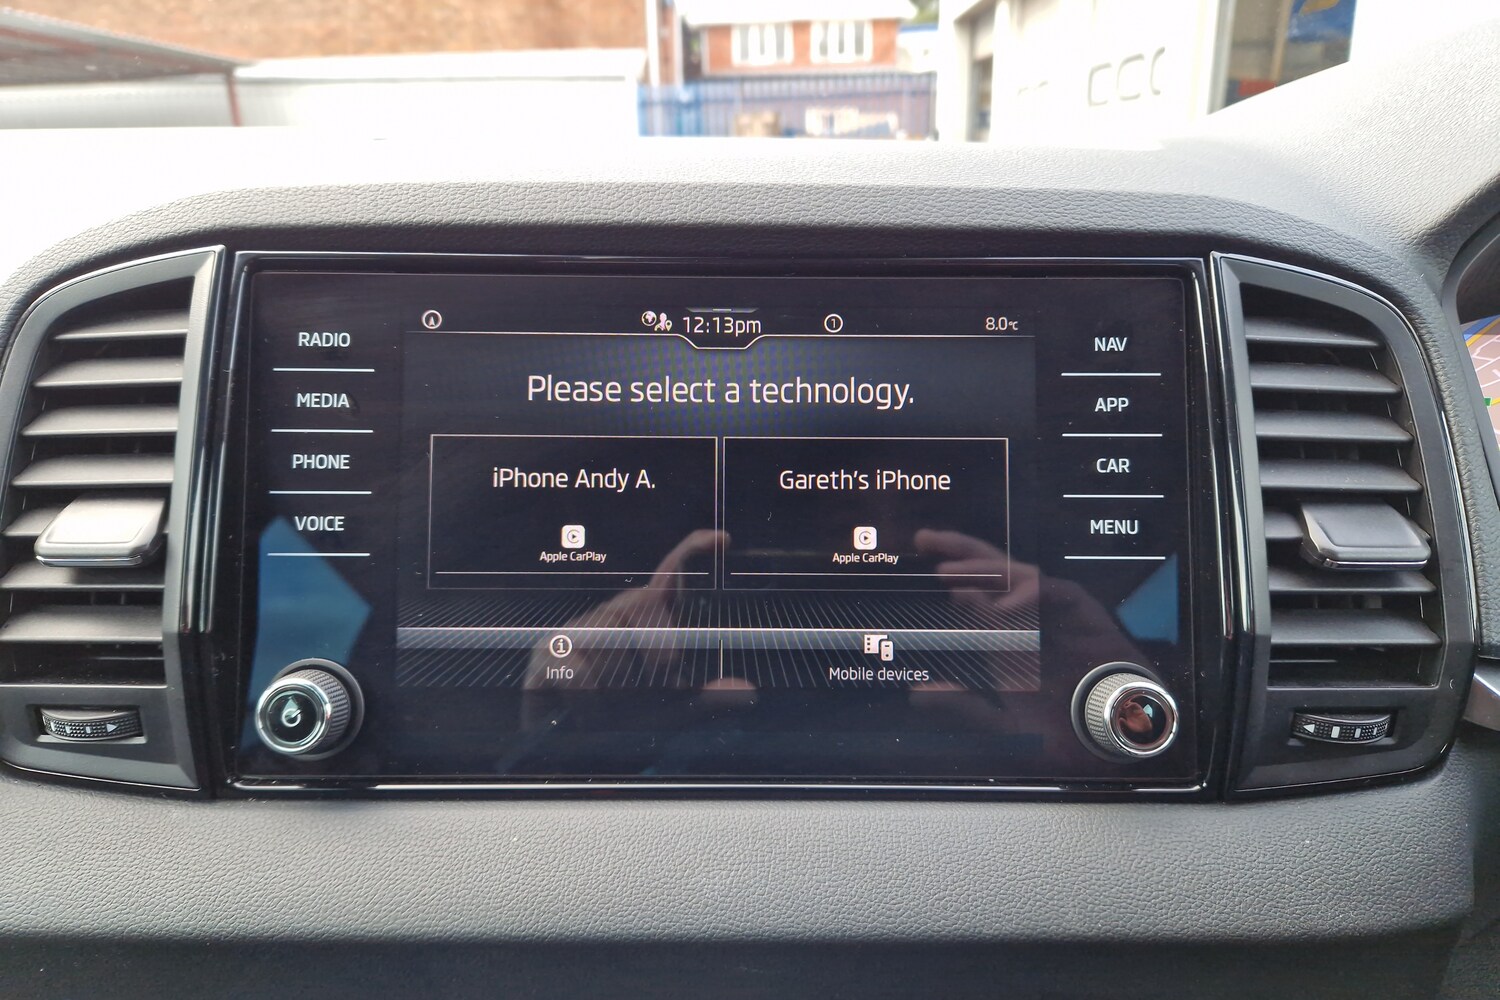 12:13pm
1
8.0°C
RADIO
MEDIA
PHONE
VOICE
Please select a technology.
iPhone Andy A.
Apple CarPlay
Gareth's iPhone
Apple CarPlay
Info
Mobile devices
NAV
APP
CAR
MENU